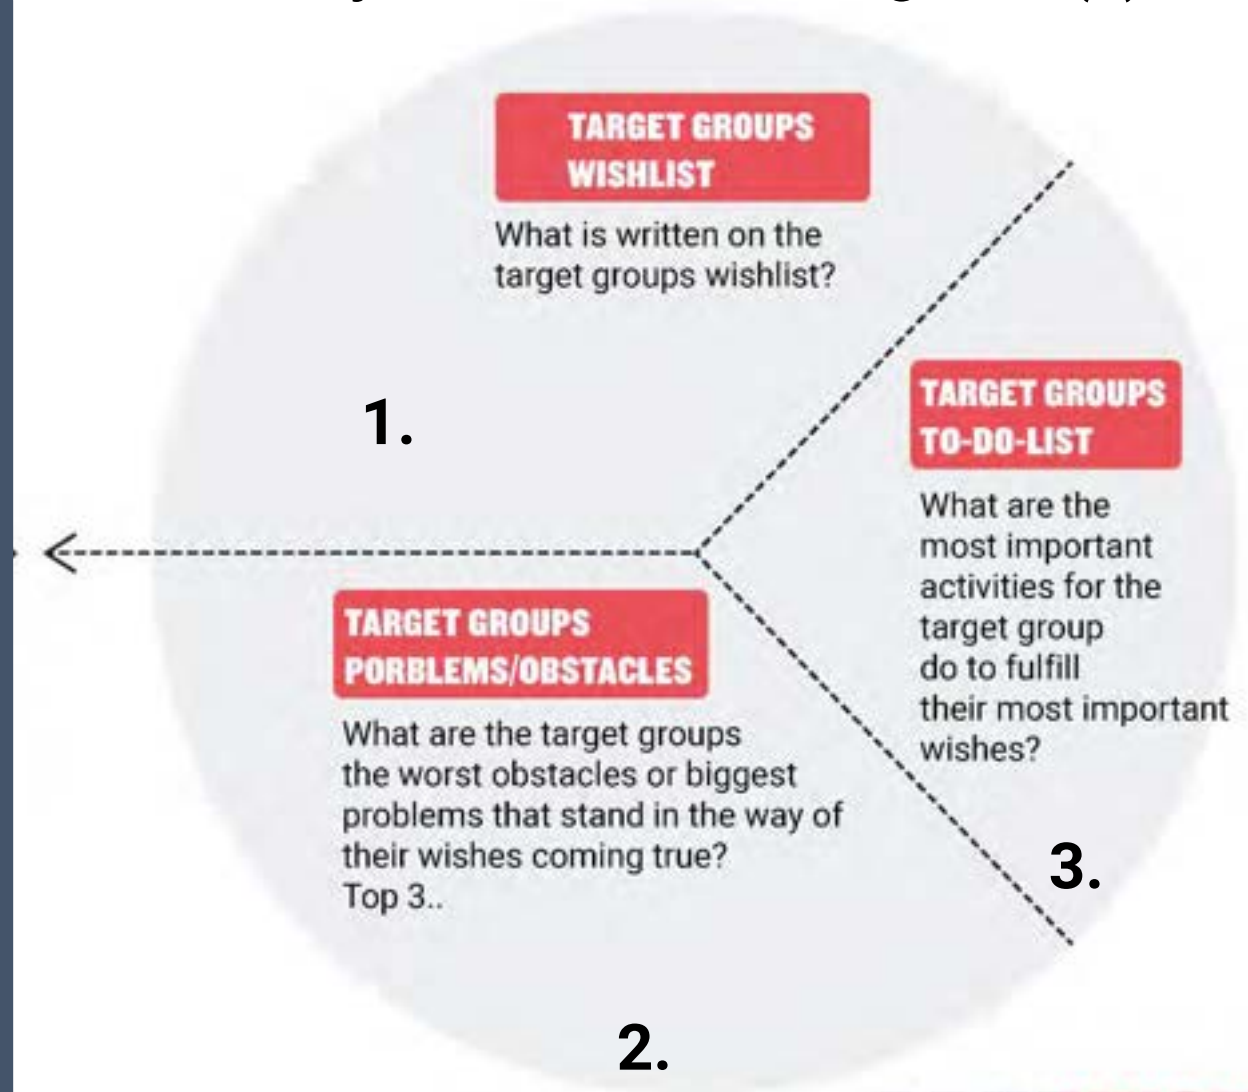 TARGET GROUPS
WISHLIST
What is written on the
target groups wishlist?
1.
TARGET GROUPS
TO-DO-LIST
What are the
most important
activities for the
target group
do to fulfill
their most important
wishes?
3.
TARGET GROUPS
PORBLEMS/OBSTACLES
What are the target groups
the worst obstacles or biggest
problems that stand in the way of
their wishes coming true?
Top 3..
2.